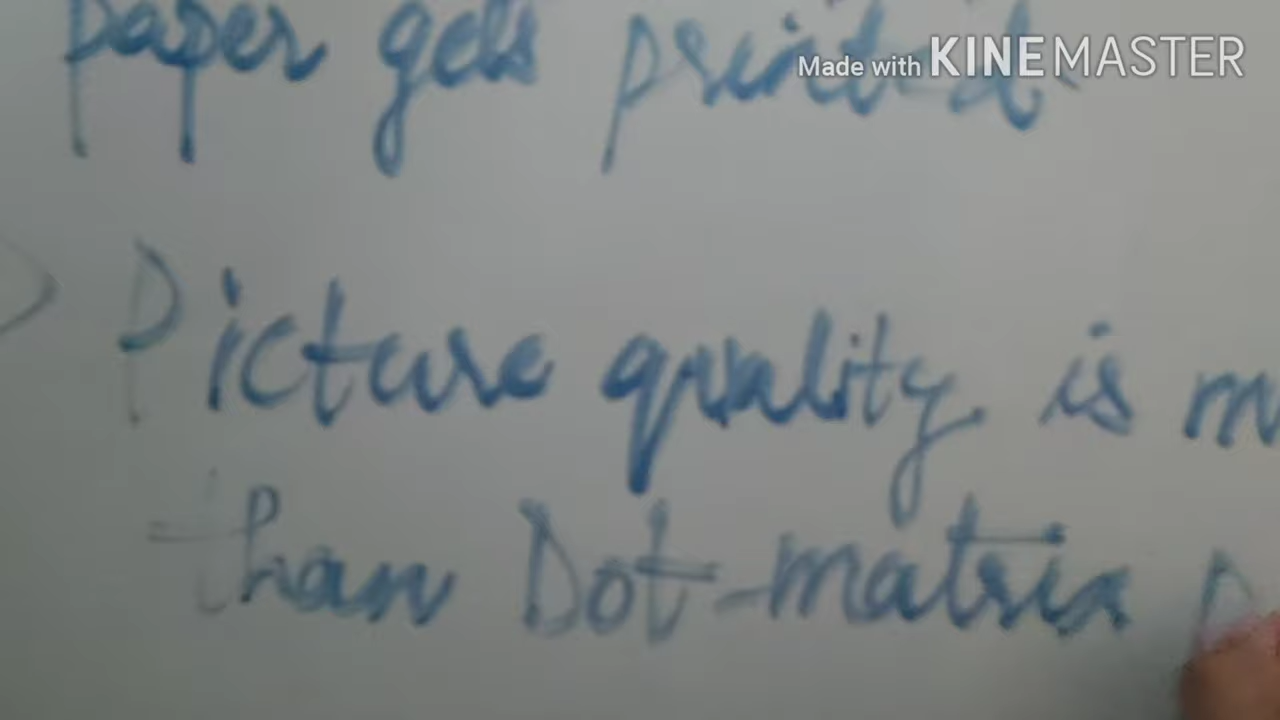 paper gets printed.
Made with KINEMASTER
Picture quality is
than Dot-matrix